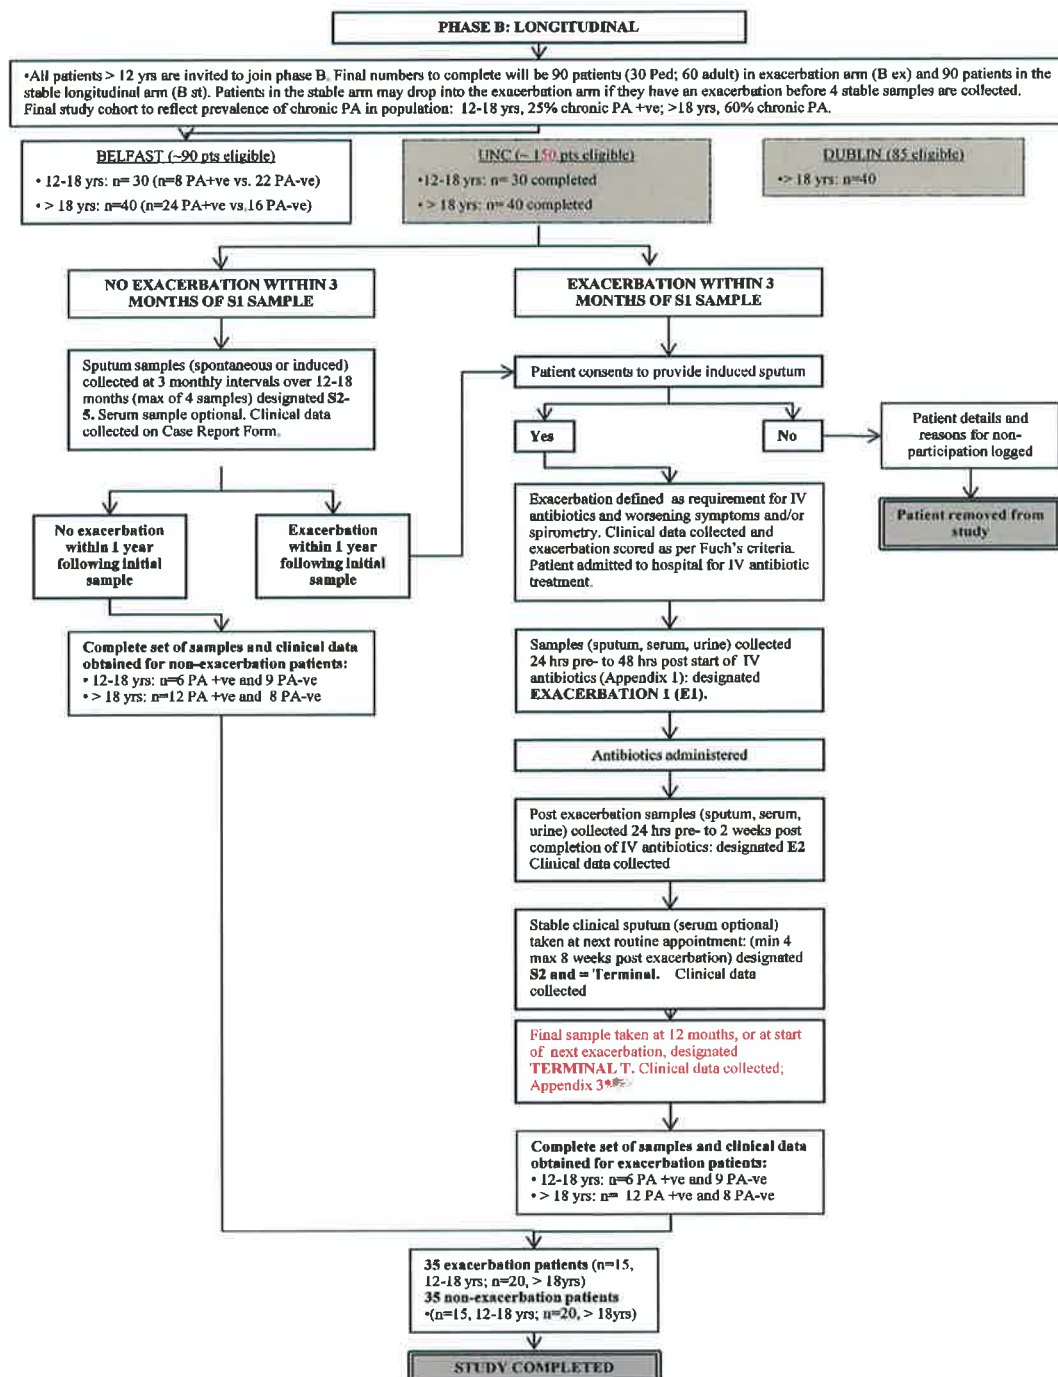 PHASE B: LONGITUDINAL
•All patients > 12 yrs are invited to join phase B. Final numbers to complete will be 90 patients (30 Ped; 60 adult) in exacerbation arm (B ex) and 90 patients in the
stable longitudinal arm (B st). Patients in the stable arm may drop into the exacerbation arm if they have an exacerbation before 4 stable samples are collected.
Final study cohort to reflect prevalence of chronic PA in population: 12-18 yrs, 25% chronic PA +ve; >18 yrs, 60% chronic PA.
BELFAST (~90 pts eligible)
• 12-18 yrs: n= 30 (n=8 PA+ve vs. 22 PA-ve)
• > 18 yrs: n=40 (n=24 PA+ve vs.16 PA-ve)
UNC (~ 150 pts eligible)
•12-18 yrs: n= 30 completed
• > 18 yrs: n= 40 completed
DUBLIN (85 eligible)
•> 18 yrs: n=40
NO EXACERBATION WITHIN 3
MONTHS OF S1 SAMPLE
EXACERBATION WITHIN 3
MONTHS OF S1 SAMPLE
Sputum samples (spontaneous or induced)
collected at 3 monthly intervals over 12-18
months (max of 4 samples) designated S2-
5. Serum sample optional. Clinical data
collected on Case Report Form.
Patient consents to provide induced sputum
Yes
No
Patient details and
reasons for non-
participation logged
Patient removed from
study
No exacerbation
within 1 year
following initial
sample
Exacerbation
within 1 year
following initial
sample
Exacerbation defined as requirement for IV
antibiotics and worsening symptoms and/or
spirometry. Clinical data collected and
exacerbation scored as per Fuch's criteria.
Patient admitted to hospital for IV antibiotic
treatment.
Complete set of samples and clinical data
obtained for non-exacerbation patients:
• 12-18 yrs: n=6 PA +ve and 9 PA-ve
• > 18 yrs: n=12 PA +ve and 8 PA-ve
Samples (sputum, serum, urine) collected
24 hrs pre- to 48 hrs post start of IV
antibiotics (Appendix 1): designated
EXACERBATION 1 (E1).
Antibiotics administered
Post exacerbation samples (sputum, serum,
urine) collected 24 hrs pre- to 2 weeks post
completion of IV antibiotics: designated E2
Clinical data collected
Stable clinical sputum (serum optional)
taken at next routine appointment: (min 4
max 8 weeks post exacerbation) designated
S2 and = Terminal. Clinical data
collected
Final sample taken at 12 months, or at start
of next exacerbation, designated
TERMINAL T. Clinical data collected;
Appendix 3*
Complete set of samples and clinical data
obtained for exacerbation patients:
• 12-18 yrs: n=6 PA +ve and 9 PA-ve
• > 18 yrs: n= 12 PA +ve and 8 PA-ve
35 exacerbation patients (n=15,
12-18 yrs; n=20, > 18yrs)
35 non-exacerbation patients
•(n=15, 12-18 yrs; n=20, > 18yrs)
STUDY COMPLETED